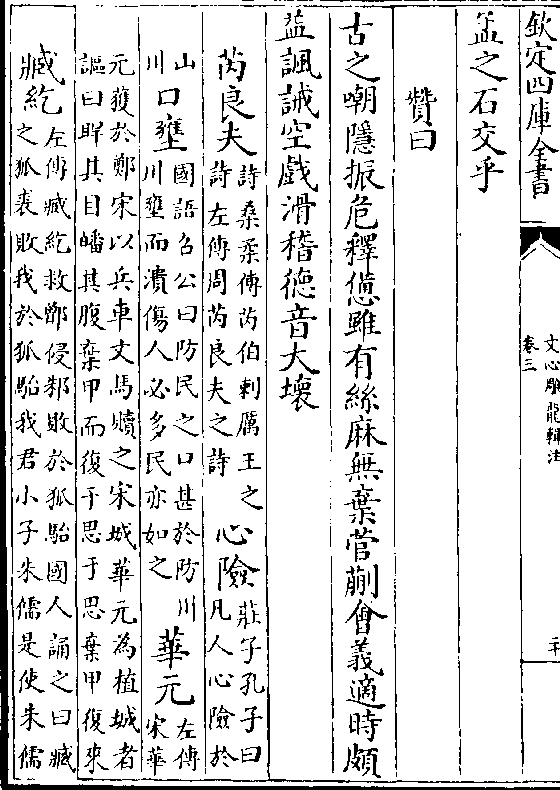 欽定四庫全書
文心雕龍輯注
卷三
孟之石交乎
贊曰
古之嘲隱振危釋憊雖有絲麻無棄菅蒯會義適時頗
益諷誡空戲滑稽德音大壞
芮良夫 詩桑柔傳芮伯刺厲王之
詩左傳周芮良夫之詩 心險 莊子孔子曰
凡人心險於
山
川 口壅 國語召公曰防民之口甚於防川
川壅而潰傷人必多民亦如之 華元 左傳
宋華
元獲於鄭宋以兵車文馬贖之宋城華元為植城者
謳曰睅其目皤其腹棄甲而復于思于思棄甲復來
臧紇 左傳臧紇救鄫侵邾敗於狐駘國人誦之曰臧
之狐裘敗我於狐駘我君小子朱儒是使朱儒